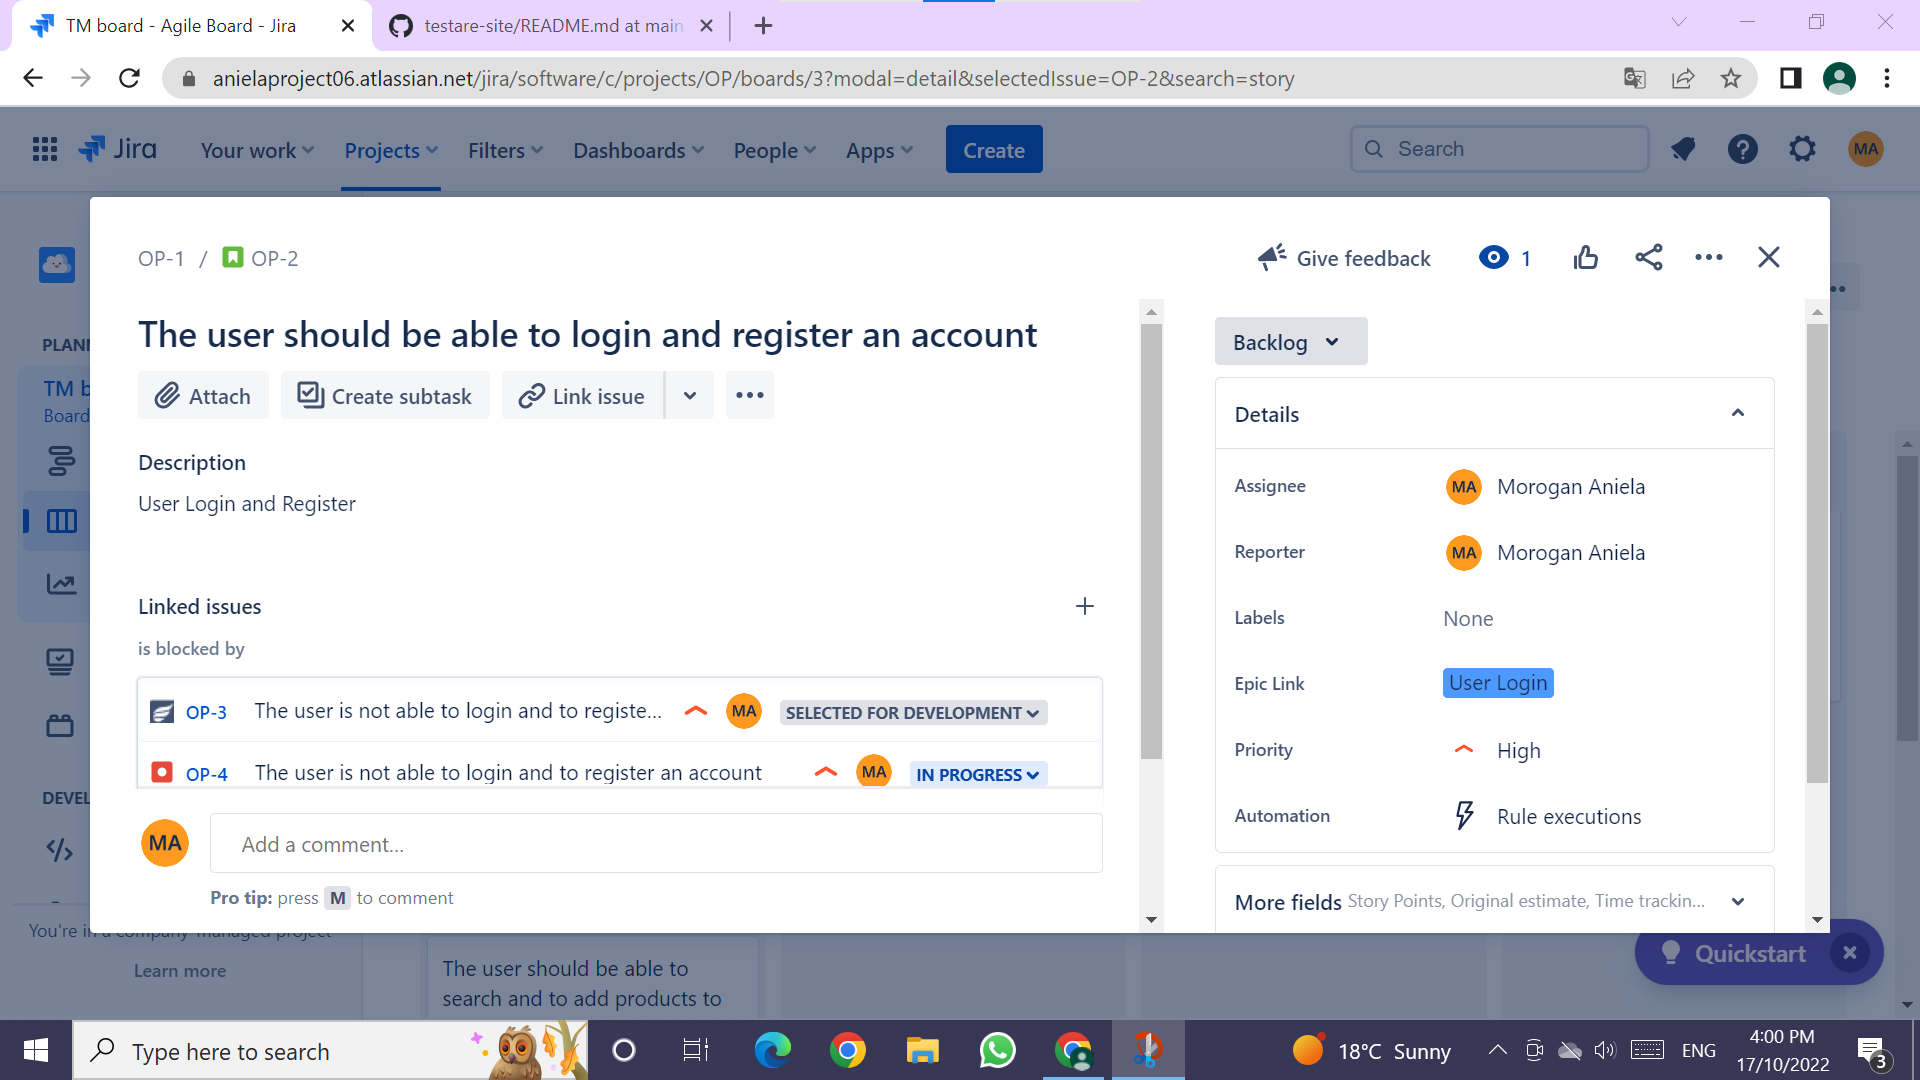 TM board - Agile Board - Jira
testare-site/README.md at main
anielaproject06.atlassian.net/jira/software/c/projects/OP/boards/3?modal=detail&selectedIssue=OP-2&search=story
Jira
Your work
Projects
Filters
Dashboards
People
Apps
Create
Search
MA
OP-1 / OP-2
Give feedback
1
The user should be able to login and register an account
Attach
Create subtask
Link issue
Description
User Login and Register
Linked issues
is blocked by
OP-3 The user is not able to login and to registe... MA SELECTED FOR DEVELOPMENT
OP-4 The user is not able to login and to register an account MA IN PROGRESS
MA
Add a comment...
Pro tip: press M to comment
Backlog
Details
Assignee MA Morogan Aniela
Reporter MA Morogan Aniela
Labels None
Epic Link User Login
Priority High
Automation Rule executions
More fields Story Points, Original estimate, Time trackin...
PLANN
TM b
Board
DEVEL
You're in a company-managed project
Learn more
The user should be able to
search and to add products to
Quickstart
Type here to search
18°C Sunny
ENG
4:00 PM
17/10/2022
3